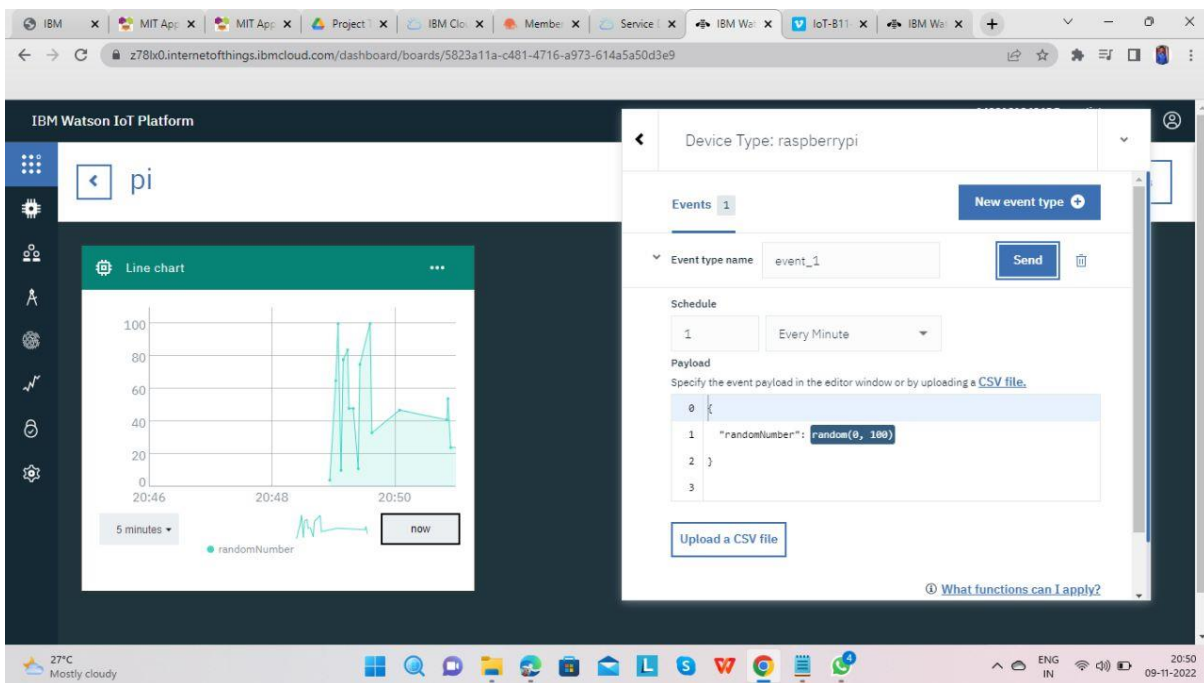 IBM
MIT App
MIT App
Project T
IBM Clou
Member
Service D
IBM Wat
IoT-B11-
IBM Wat
z78lx0.internetofthings.ibmcloud.com/dashboard/boards/5823a11a-c481-4716-a973-614a5a50d3e9
IBM Watson IoT Platform
pi
Line chart
100
80
60
40
20
0
20:46 20:48 20:50
5 minutes
now
randomNumber
Device Type: raspberrypi
Events 1
New event type
Event type name event_1
Send
Schedule
1 Every Minute
Payload
Specify the event payload in the editor window or by uploading a CSV file.
0 {
1 "randomNumber": random(0, 100)
2 }
3
Upload a CSV file
What functions can I apply?
27°C
Mostly cloudy
L
S
W
4
ENG
IN
20:50
09-11-2022